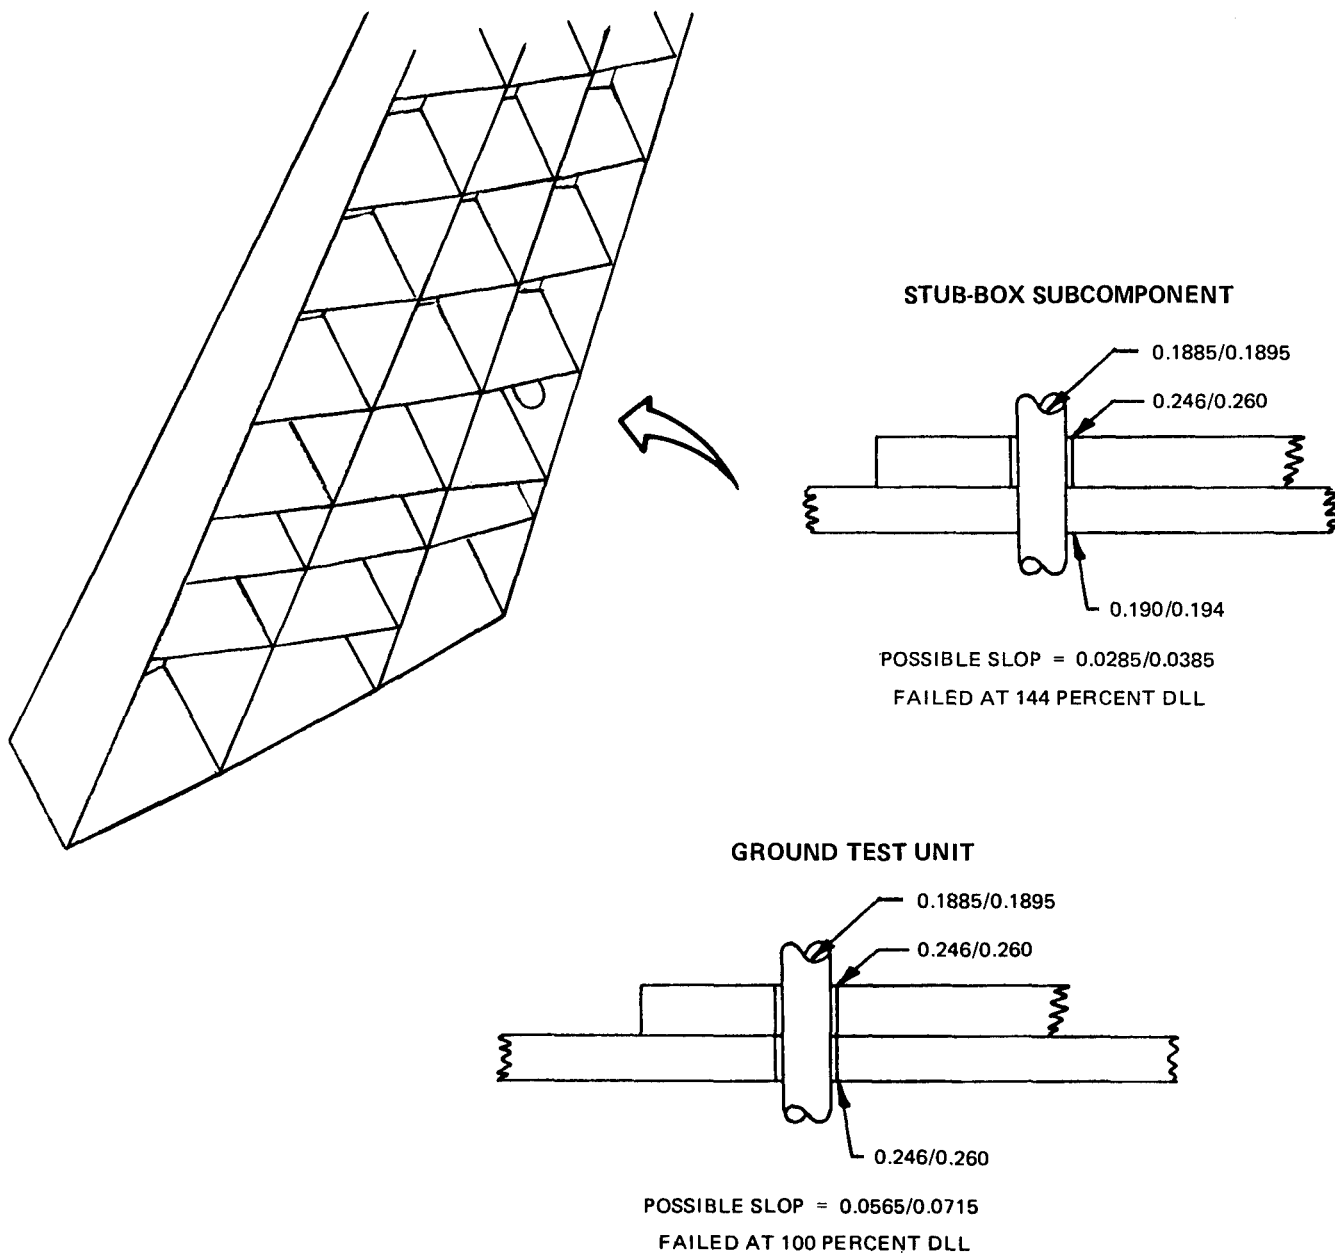 STUB-BOX SUBCOMPONENT
0.1885/0.1895
0.246/0.260
0.190/0.194
POSSIBLE SLOP = 0.0285/0.0385
FAILED AT 144 PERCENT DLL
GROUND TEST UNIT
0.1885/0.1895
0.246/0.260
0.246/0.260
POSSIBLE SLOP = 0.0565/0.0715
FAILED AT 100 PERCENT DLL